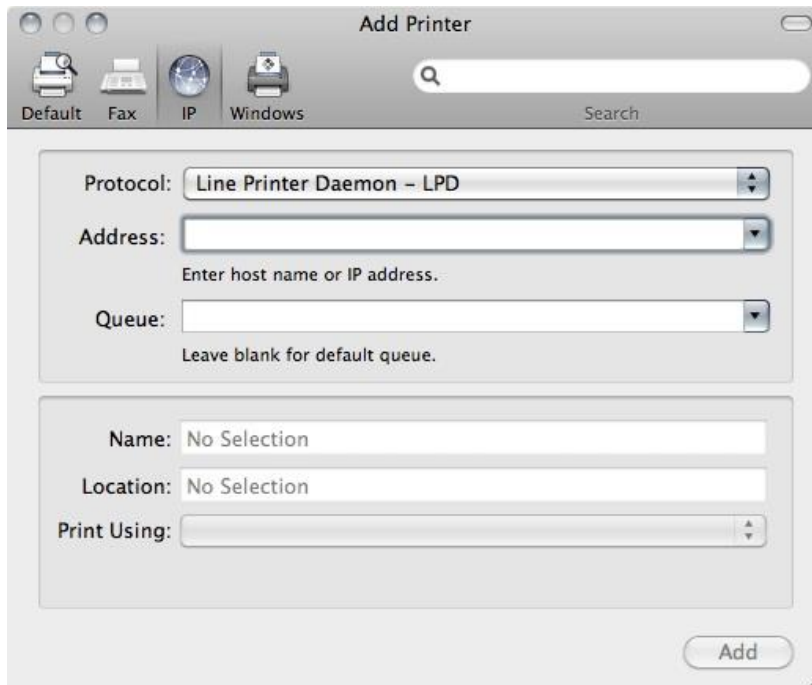 Add Printer
Default Fax IP Windows Search
Protocol: Line Printer Daemon – LPD
Address:
Enter host name or IP address.
Queue:
Leave blank for default queue.
Name: No Selection
Location: No Selection
Print Using:
Add